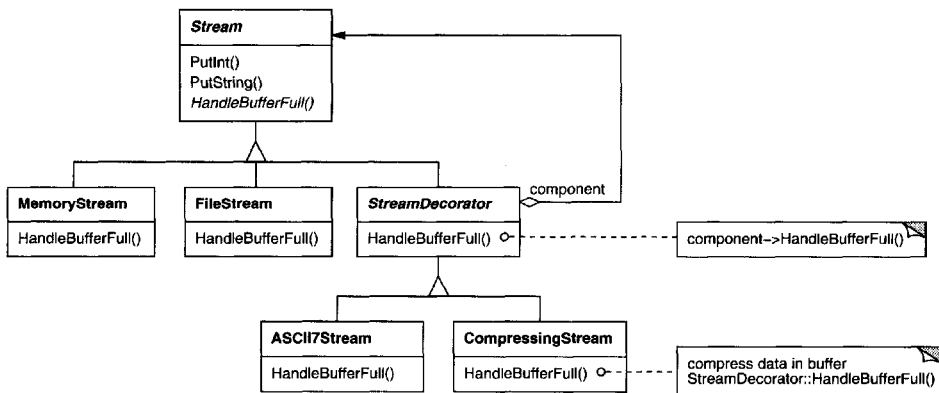 Stream
PutInt()
PutString()
HandleBufferFull()
component
MemoryStream
HandleBufferFull()
FileStream
HandleBufferFull()
StreamDecorator
HandleBufferFull()
component->HandleBufferFull()
ASCII7Stream
HandleBufferFull()
CompressingStream
HandleBufferFull()
compress data in buffer
StreamDecorator::HandleBufferFull()